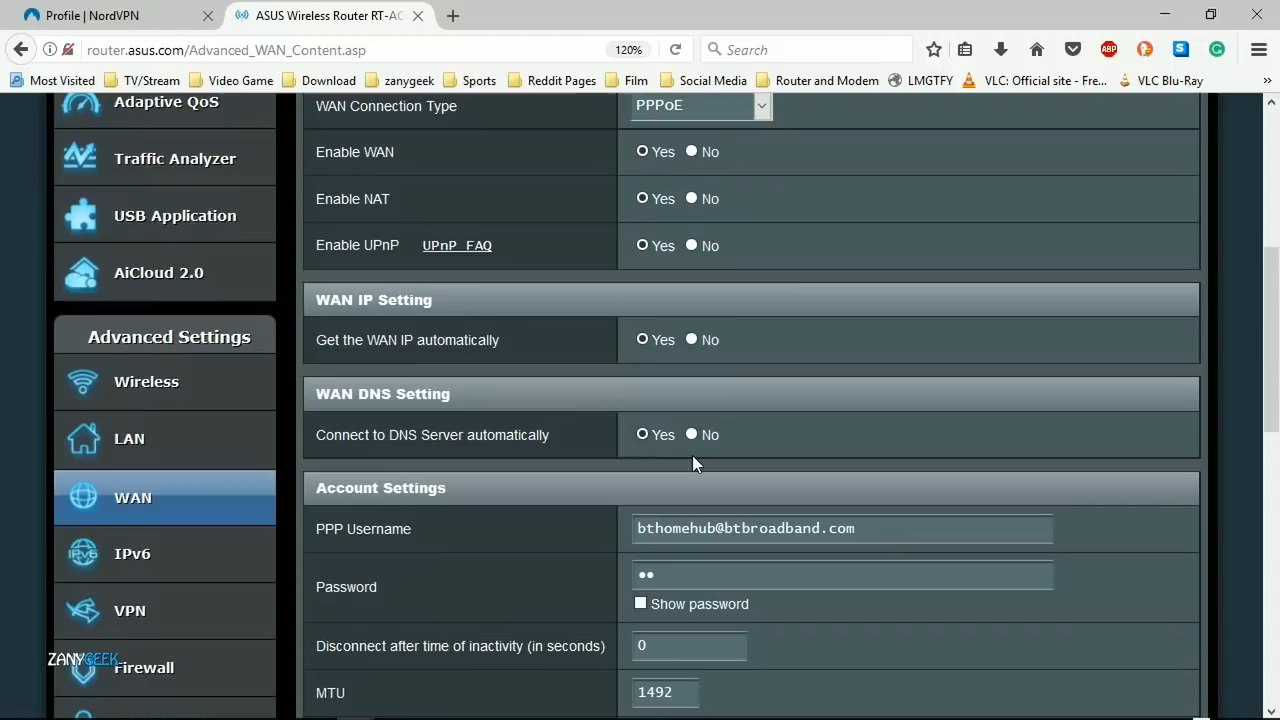 Profile | NordVPN
ASUS Wireless Router RT-AC
router.asus.com/Advanced_WAN_Content.asp
120%
Search
ABP
S
G
Most Visited
TV/Stream
Video Game
Download
zanygeek
Sports
Reddit Pages
Film
Social Media
Router and Modem
LMGTFY
VLC: Official site - Fre...
VLC Blu-Ray
Adaptive QoS
Traffic Analyzer
USB Application
AiCloud 2.0
Advanced Settings
Wireless
LAN
WAN
IPv6
IPv6
VPN
Firewall
ZANYGEEK
WAN Connection Type PPPoE
Enable WAN Yes No
Enable NAT Yes No
Enable UPnP UPnP FAQ Yes No
WAN IP Setting
Get the WAN IP automatically Yes No
WAN DNS Setting
Connect to DNS Server automatically Yes No
Account Settings
PPP Username bthomehub@btbroadband.com
Password ••
Show password
Disconnect after time of inactivity (in seconds) 0
MTU 1492